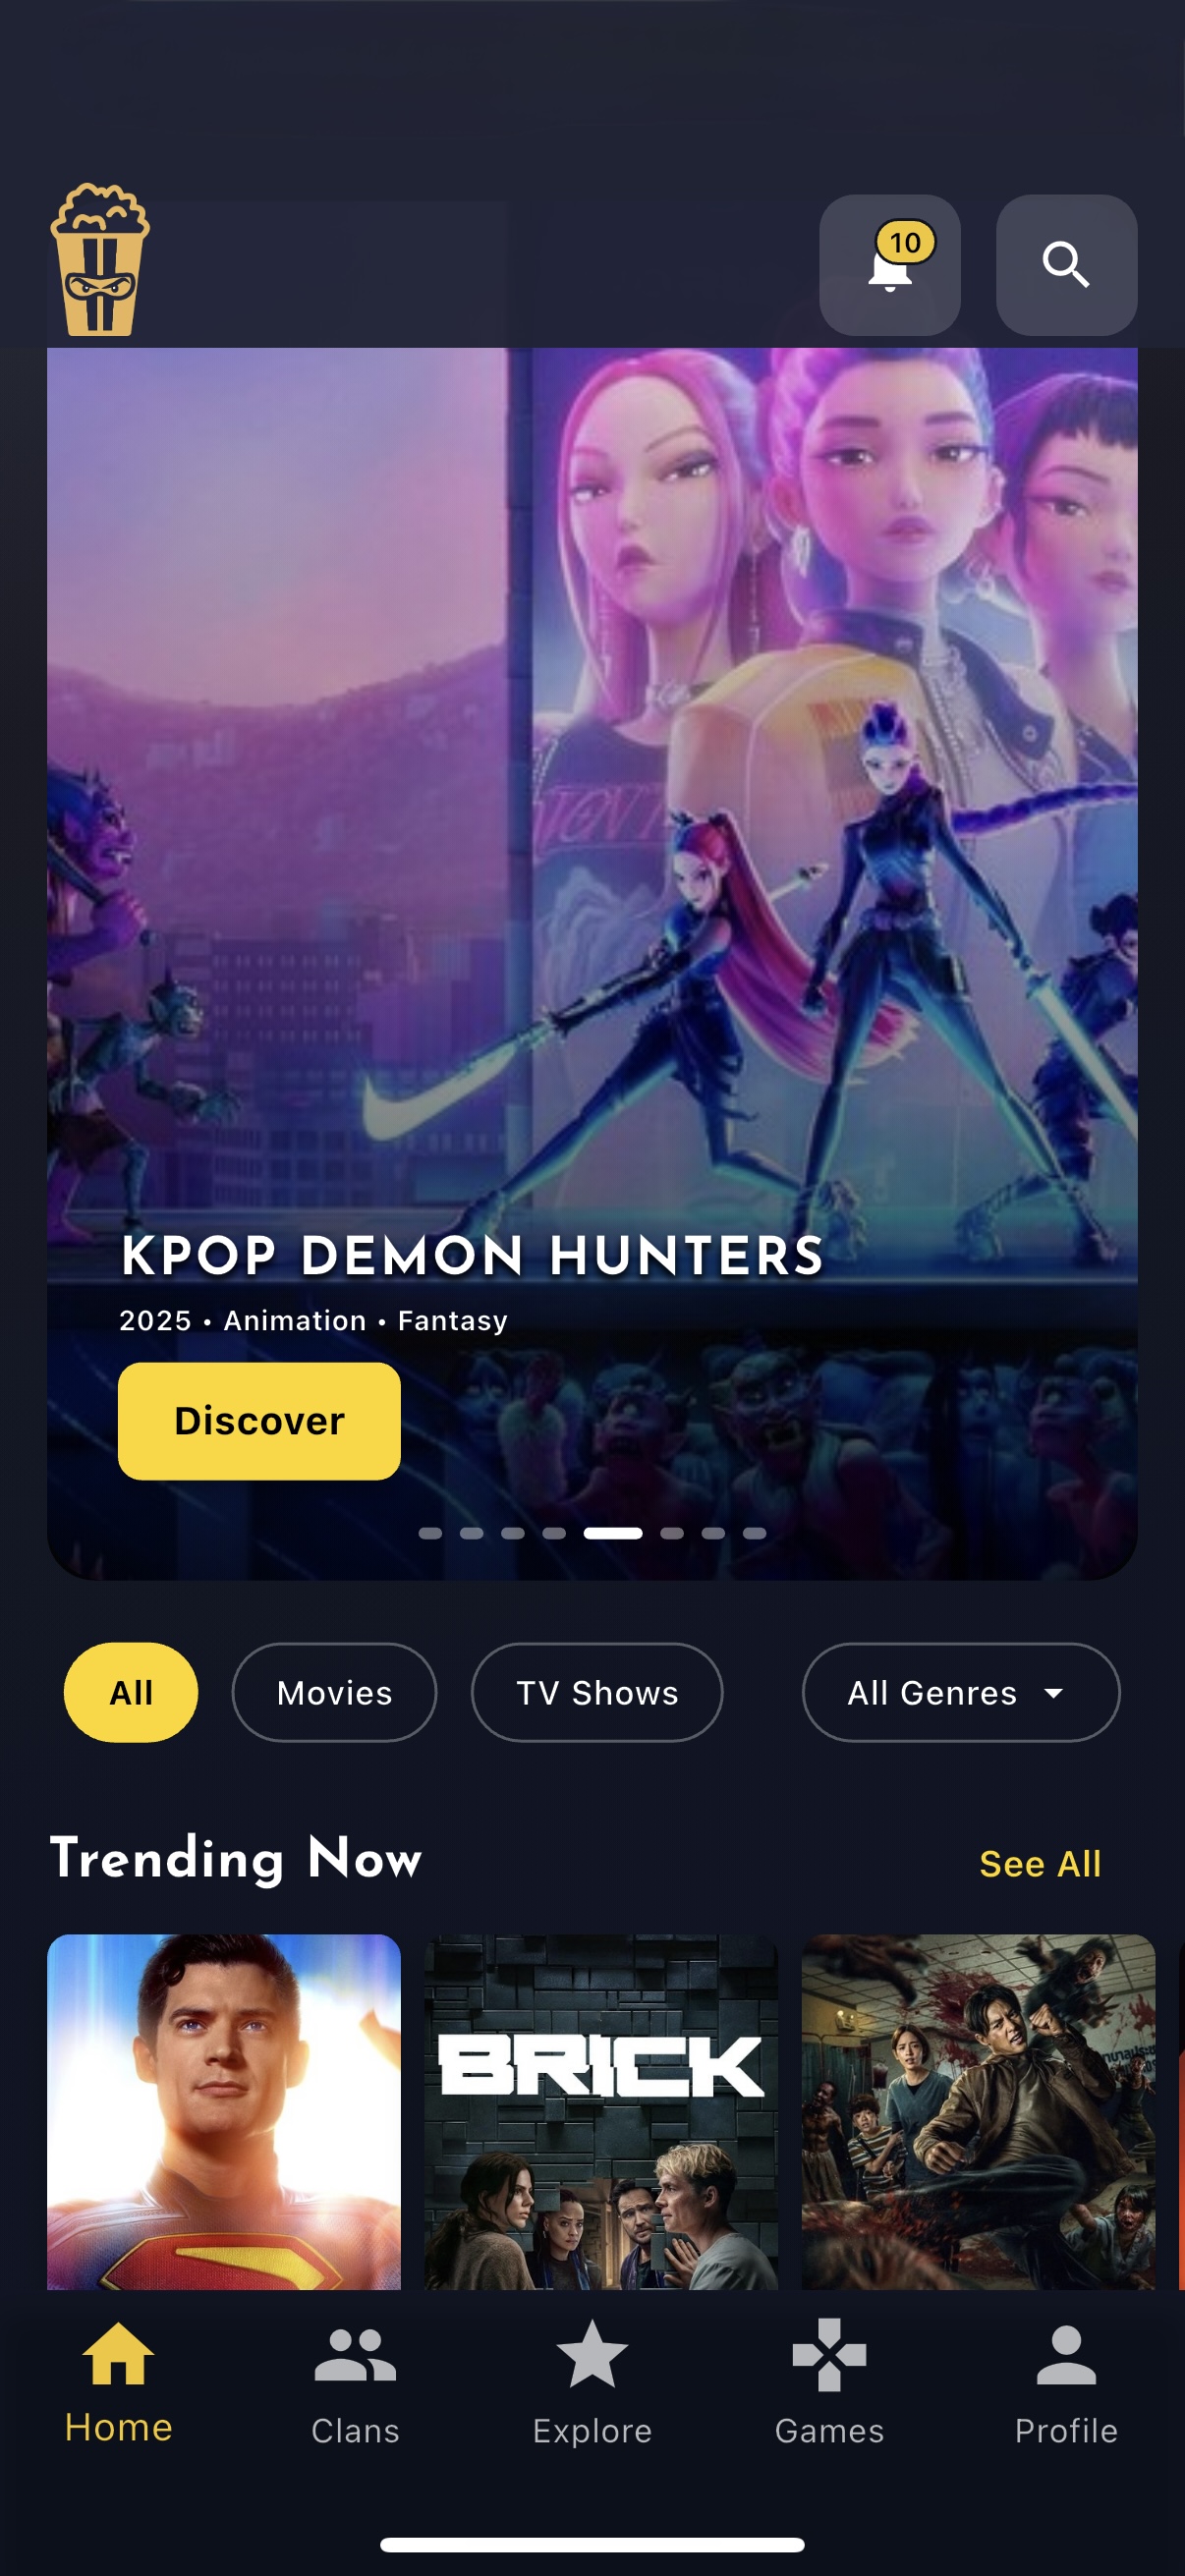 10
KPOP DEMON HUNTERS
2025 • Animation • Fantasy
Discover
All
Movies
TV Shows
All Genres
Trending Now
See All
BRICK
Home
Clans
Explore
Games
Profile